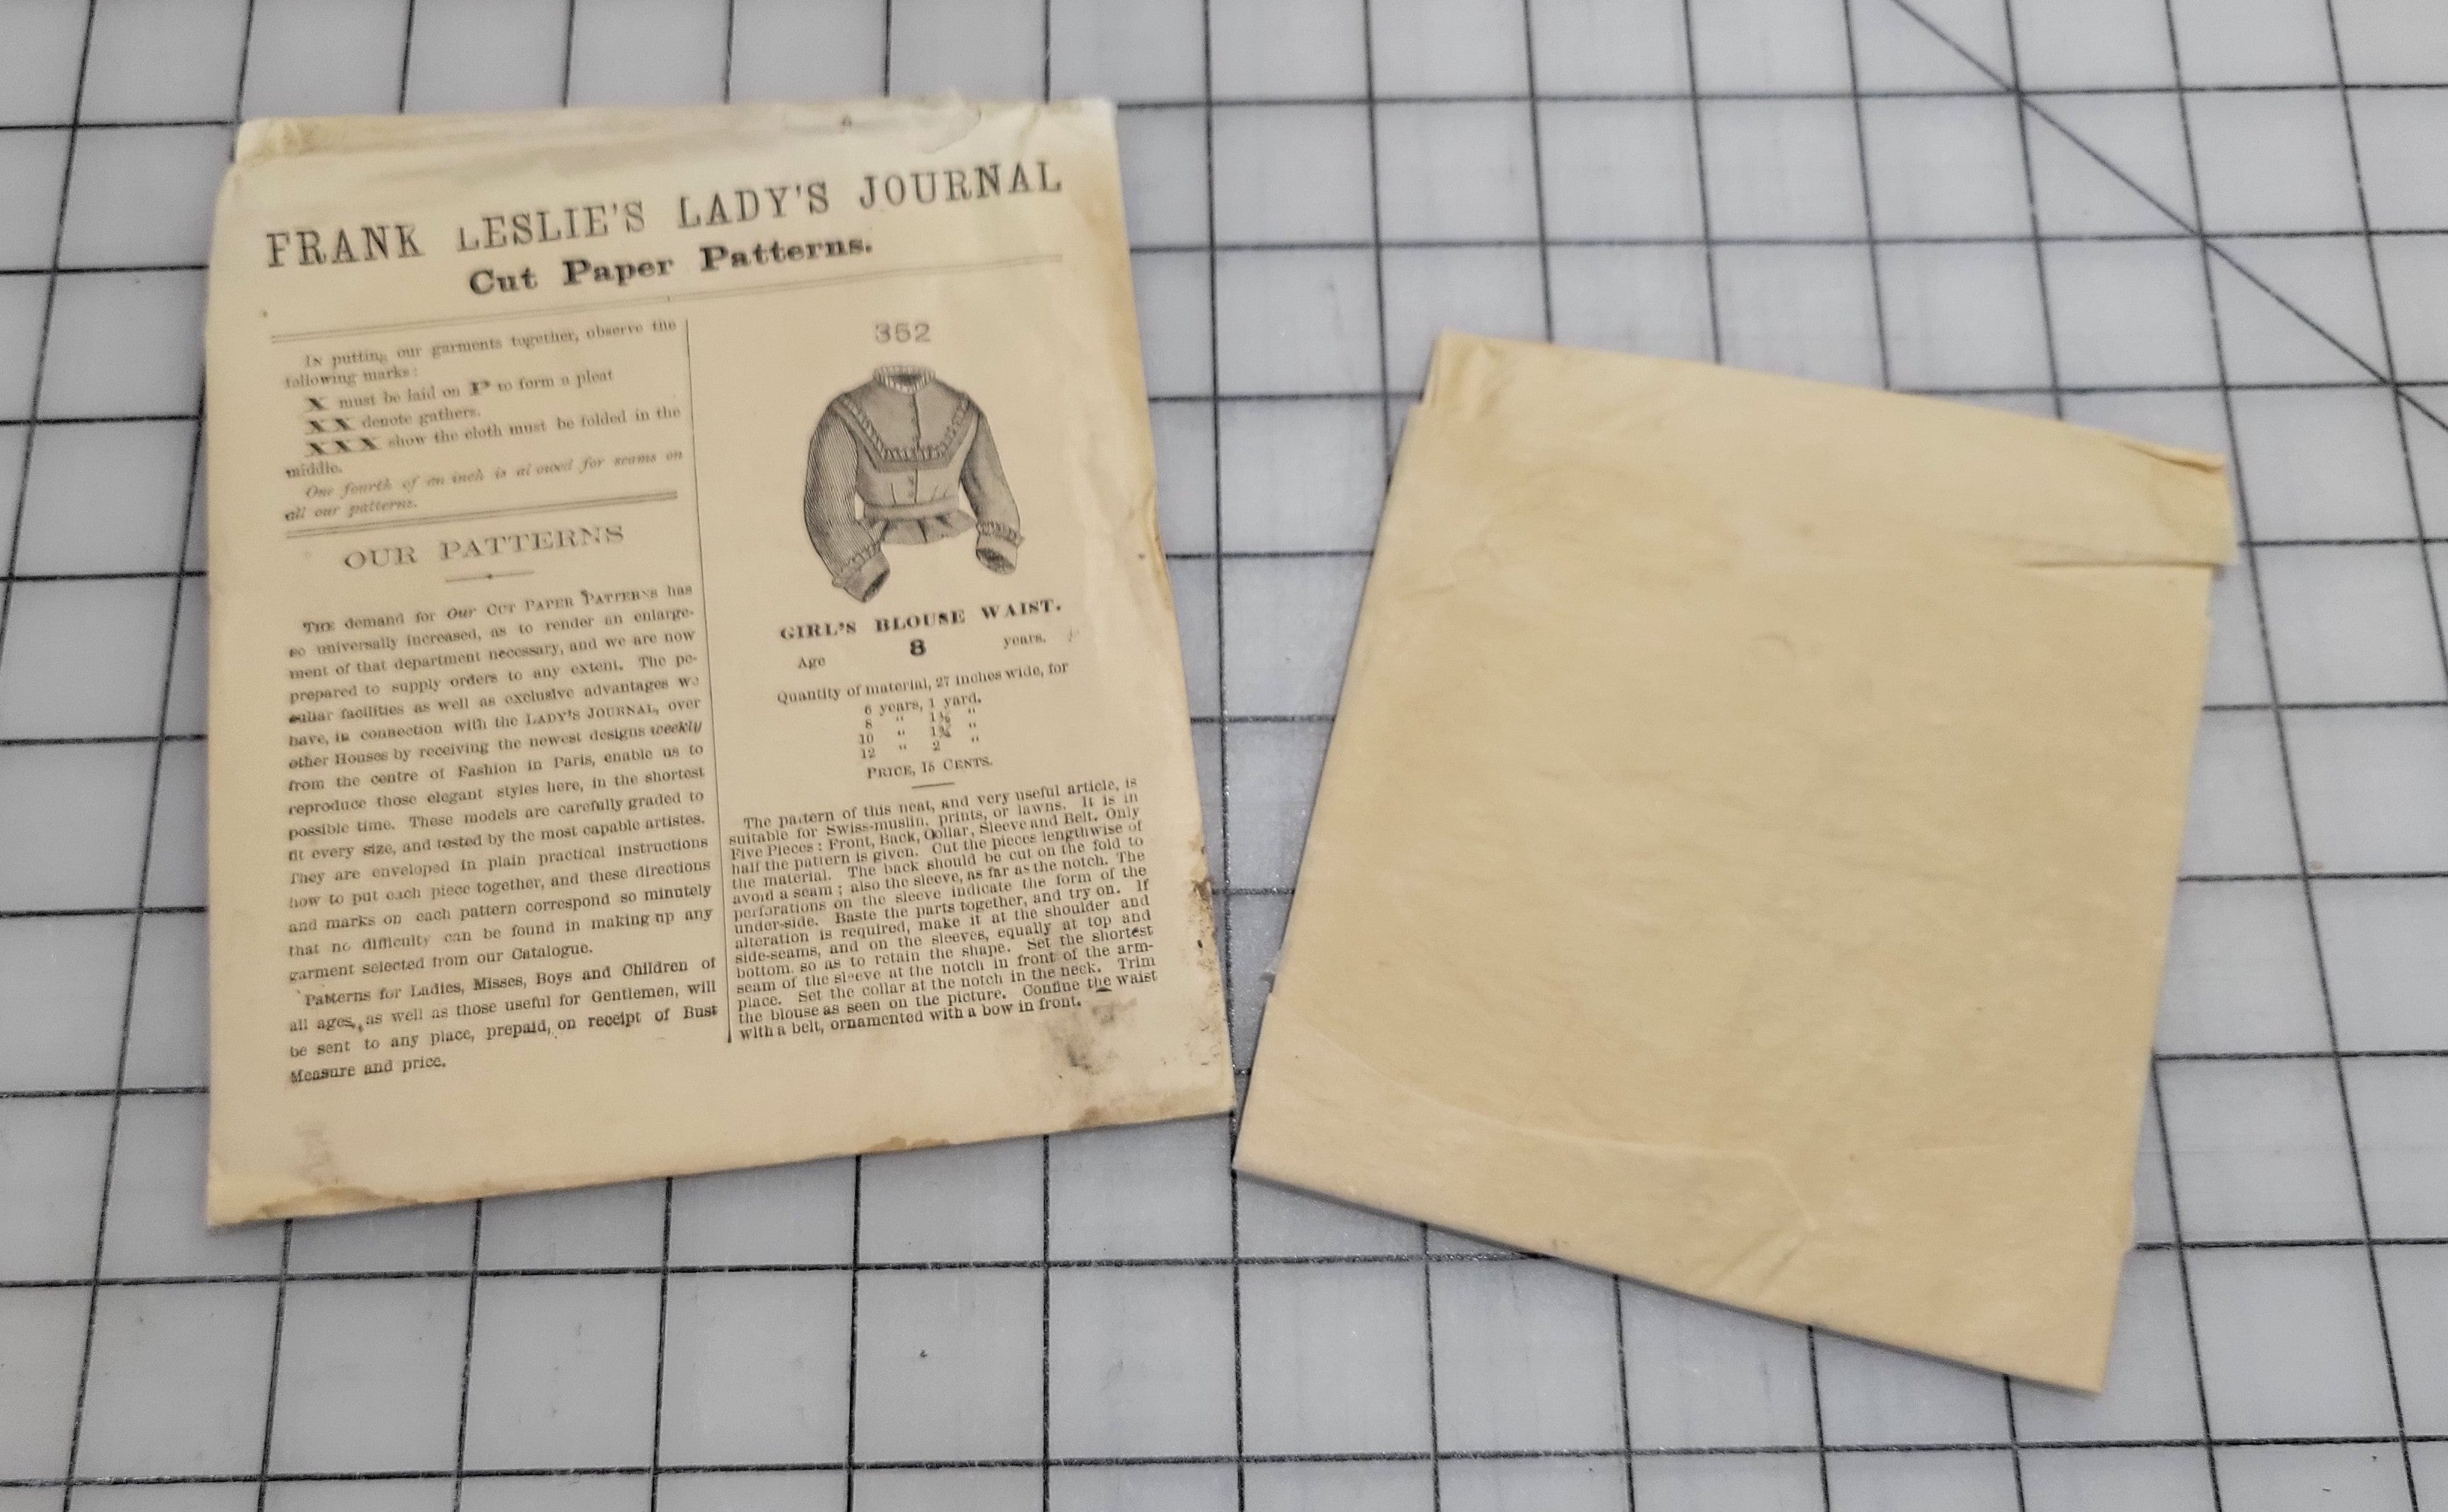 FRANK LESLIE'S LADY'S JOURNAL
Cut Paper Patterns.
In putting our garments together, observe the
following marks:
X must be laid on P to form a pleat
XX denote gathers.
XXX show the cloth must be folded in the
middle.
One fourth of an inch is al owed for seams on
all our patterns.
OUR PATTERNS
THE demand for Our CUT PAPER PATTERNS has
so universally increased, as to render an enlarge-
ment of that department necessary, and we are now
prepared to supply orders to any extent. The pe-
culiar facilities as well as exclusive advantages we
have, in connection with the LADY'S JOURNAL, over
other Houses by receiving the newest designs weekly
from the centre of Fashion in Paris, enable us to
reproduce those elegant styles here, in the shortest
possible time. These models are carefully graded to
fit every size, and tested by the most capable artistes.
They are enveloped in plain practical instructions
how to put each piece together, and these directions
and marks on each pattern correspond so minutely
that no difficulty can be found in making up any
garment selected from our Catalogue.
Patterns for Ladies, Misses, Boys and Children of
all ages, as well as those useful for Gentlemen, will
be sent to any place, prepaid, on receipt of Bust
Measure and price.
352
GIRL'S BLOUSE WAIST.
Age 8 years.
Quantity of material, 27 inches wide, for
6 years, 1 yard.
8 " 1½ "
10 " 1¾ "
12 " 2 "
PRICE, 15 CENTS.
The pattern of this neat, and very useful article, is
suitable for Swiss-muslin, prints, or lawns. It is in
Five Pieces: Front, Back, Collar, Sleeve and Belt. Only
half the pattern is given. Cut the pieces lengthwise of
the material. The back should be cut on the fold to
avoid a seam; also the sleeve, as far as the notch. The
perforations on the sleeve indicate the form of the
under-side. Baste the parts together, and try on. If
alteration is required, make it at the shoulder and
side-seams, and on the sleeves, equally at top and
bottom, so as to retain the shape. Set the shortest
seam of the sleeve at the notch in front of the arm-
place. Set the collar at the notch in the neck. Trim
the blouse as seen on the picture. Confine the waist
with a belt, ornamented with a bow in front.